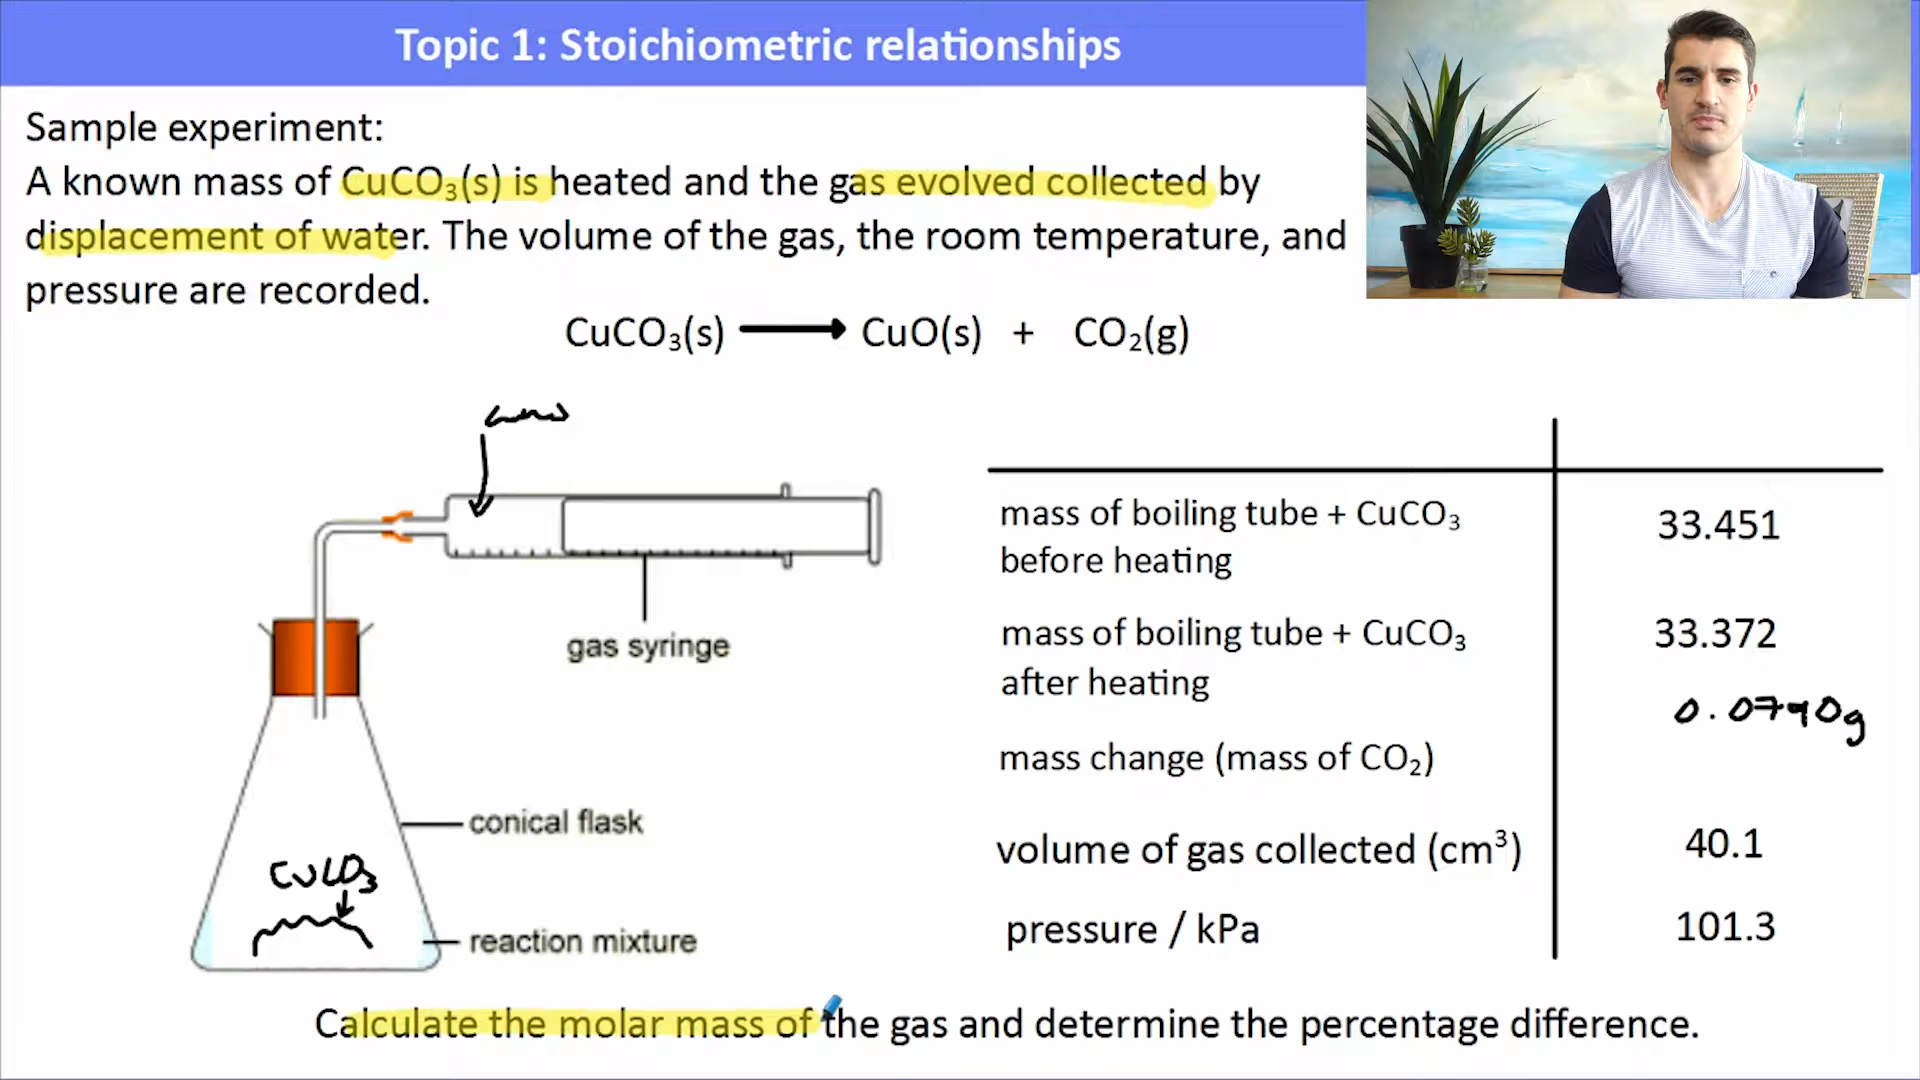 Topic 1: Stoichiometric relationships
Sample experiment:
A known mass of CuCO₃(s) is heated and the gas evolved collected by
displacement of water. The volume of the gas, the room temperature, and
pressure are recorded.
CuCO₃(s) ⟶ CuO(s) + CO₂(g)
gas syringe
conical flask
CuCO₃
reaction mixture
mass of boiling tube + CuCO₃ 33.451
before heating
mass of boiling tube + CuCO₃ 33.372
after heating
0.0790g
mass change (mass of CO₂)
volume of gas collected (cm³) 40.1
pressure / kPa 101.3
Calculate the molar mass of the gas and determine the percentage difference.